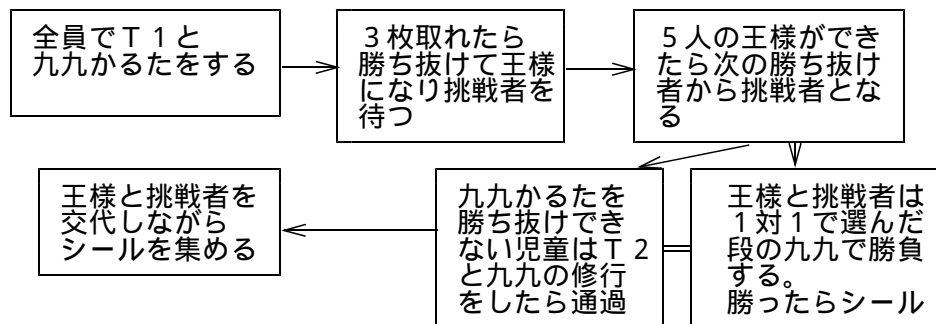 全員でＴ１と
九九かるたをする
３枚取れたら
勝ち抜けて王様
になり挑戦者を
待つ
５人の王様ができ
たら次の勝ち抜け
者から挑戦者とな
る
王様と挑戦者は
１対１で選んだ
段の九九で勝負
する。
勝ったらシール
九九かるたを
勝ち抜けでき
ない児童はＴ２
と九九の修行
をしたら通過
王様と挑戦者を
交代しながら
シールを集める